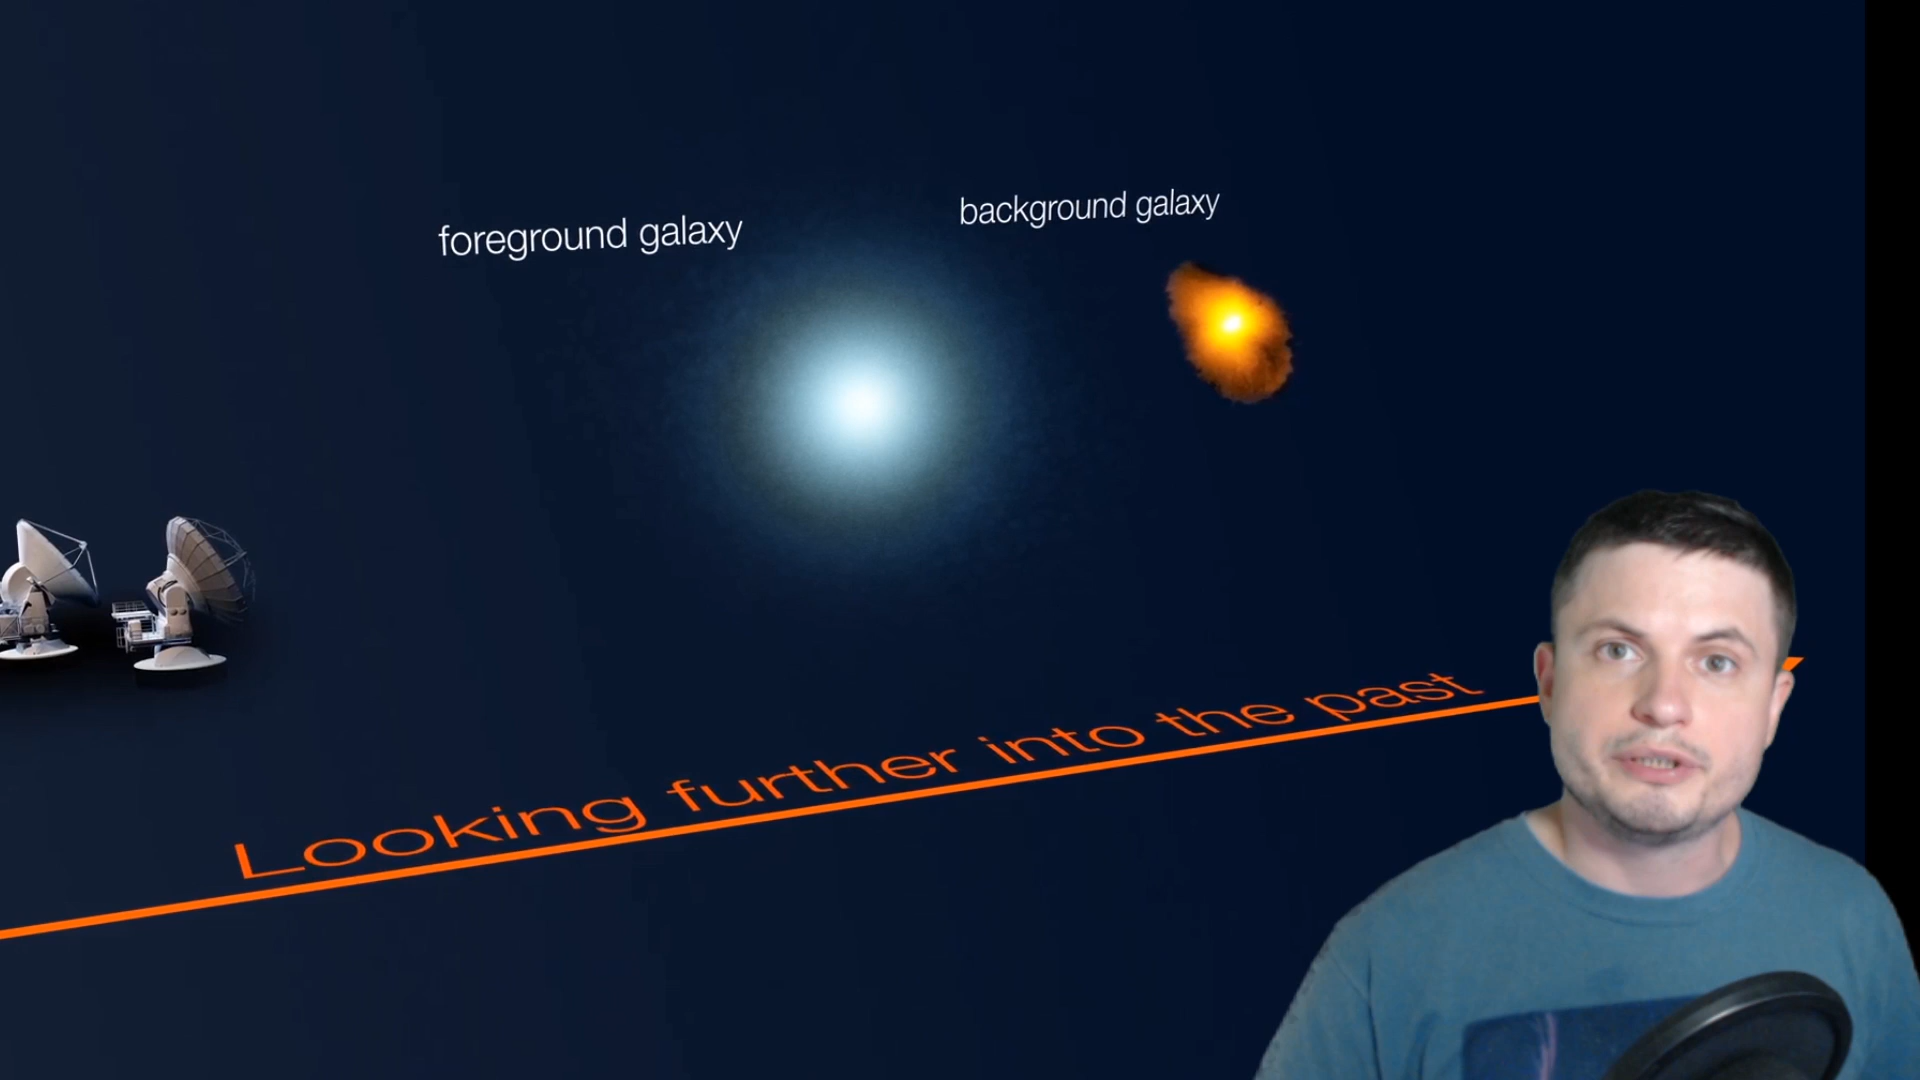 foreground galaxy
background galaxy
Looking further into the past